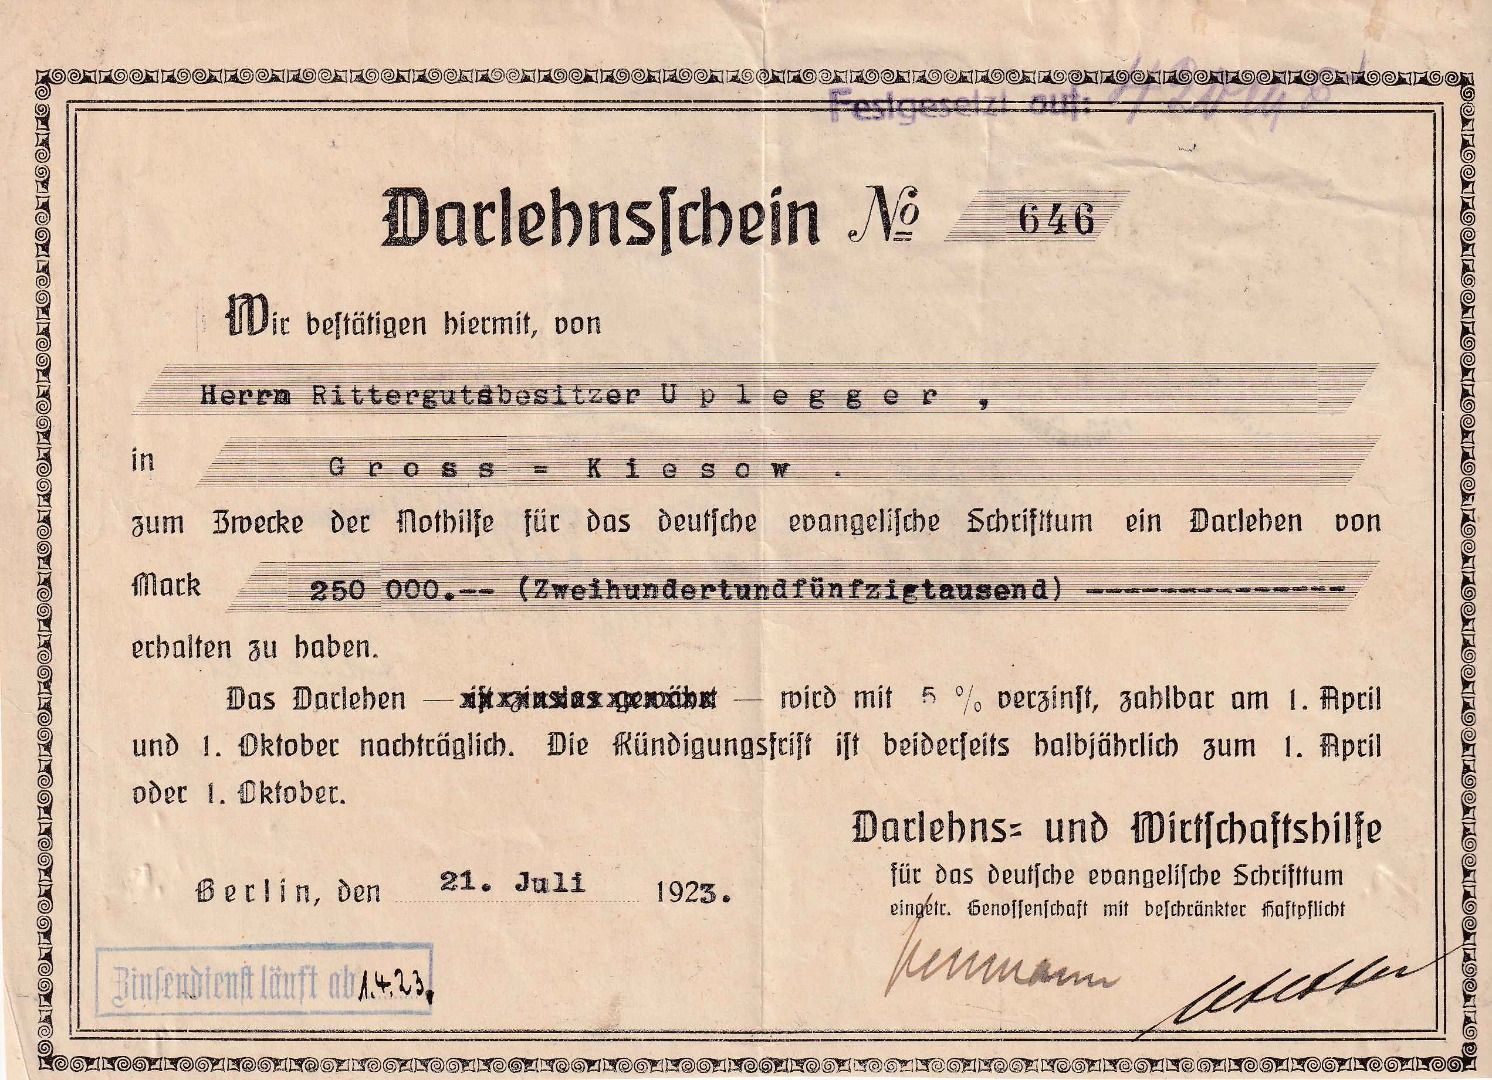 Festgesetzt auf:
Darlehnsschein No 646
Wir bestätigen hiermit, von
Herrn Rittergutsbesitzer Uplegger,
in Gross=Kiesow.
zum Zwecke der Nothilfe für das deutsche evangelische Schrifttum ein Darlehen von
Mark 250 000.-- (Zweihundertundfünfzigtausend) ---------------
erhalten zu haben.
Das Darlehen — ist zinslos gewährt — wird mit 5 % verzinst, zahlbar am 1. April
und 1. Oktober nachträglich. Die Kündigungsfrist ist beiderseits halbjährlich zum 1. April
oder 1. Oktober.
Darlehns= und Wirtschaftshilfe
für das deutsche evangelische Schrifttum
eingetr. Genossenschaft mit beschränkter Haftpflicht
Berlin, den 21. Juli 1923.
Zinsendienst läuft ab 1.4.23.